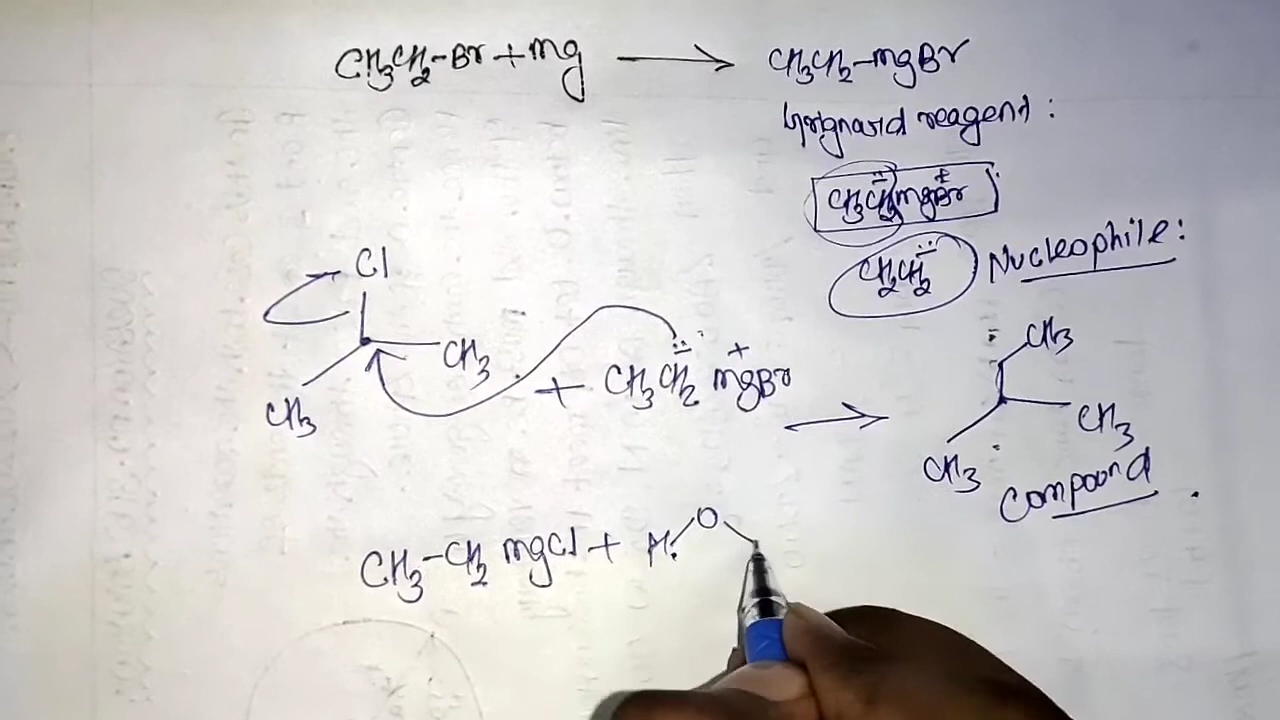 CH3CH2-Br+mg → CH3CH2-mgBr
Grignard reagent:
CH3CH2mgBr
CH2CH2 Nucleophile:
Cl
CH3
CH3
+ CH3CH2 mgBr →
CH3
CH3
CH3
Compound.
CH3-CH2 mgCl + H O